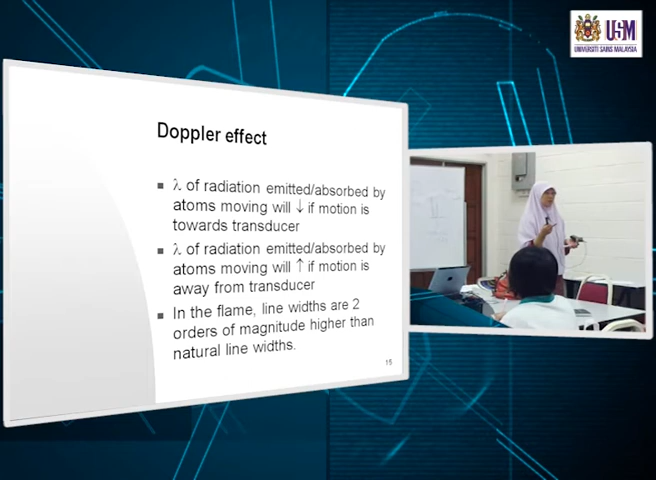 USM
UNIVERSITI SAINS MALAYSIA
Doppler effect
λ of radiation emitted/absorbed by
atoms moving will ↓ if motion is
towards transducer
λ of radiation emitted/absorbed by
atoms moving will ↑ if motion is
away from transducer
In the flame, line widths are 2
orders of magnitude higher than
natural line widths.
15